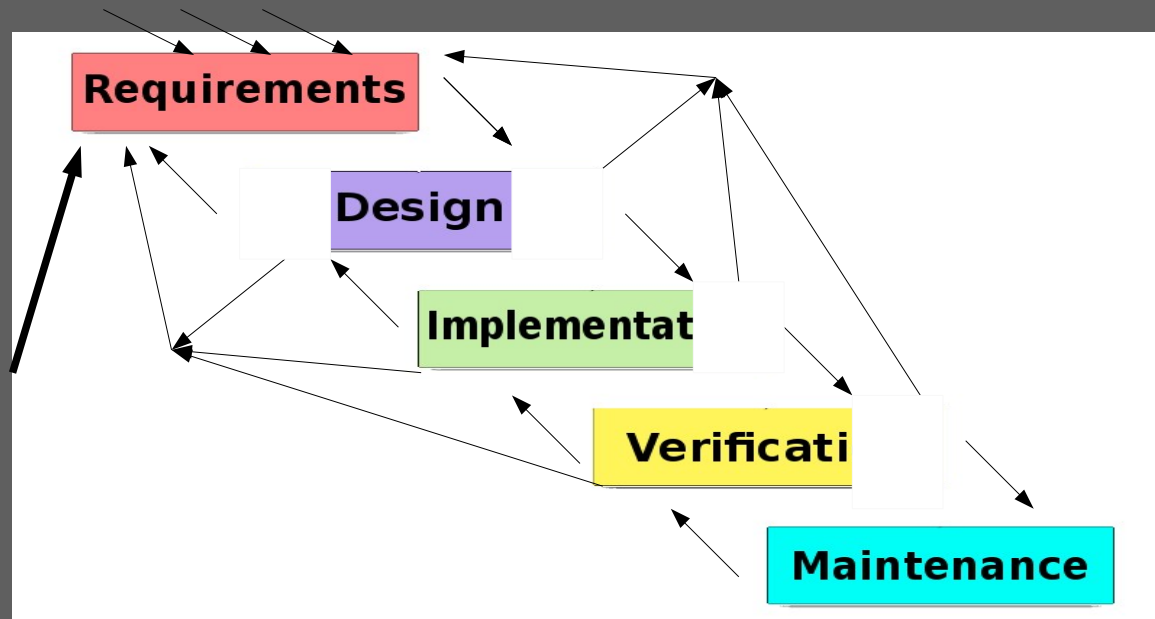 Requirements
Design
Implementat
Verificati
Maintenance